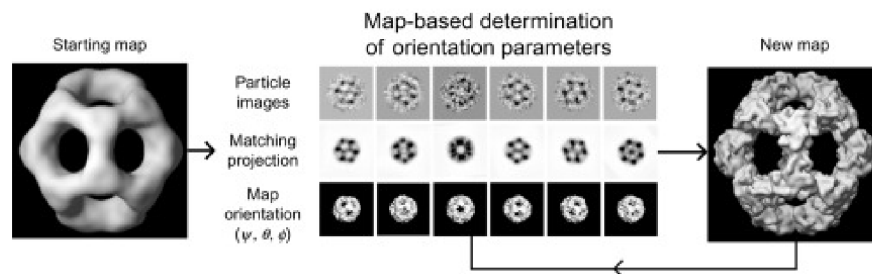 Map-based determination
of orientation parameters
Starting map
New map
Particle
images
Matching
projection
Map
orientation
(ψ, θ, ϕ)